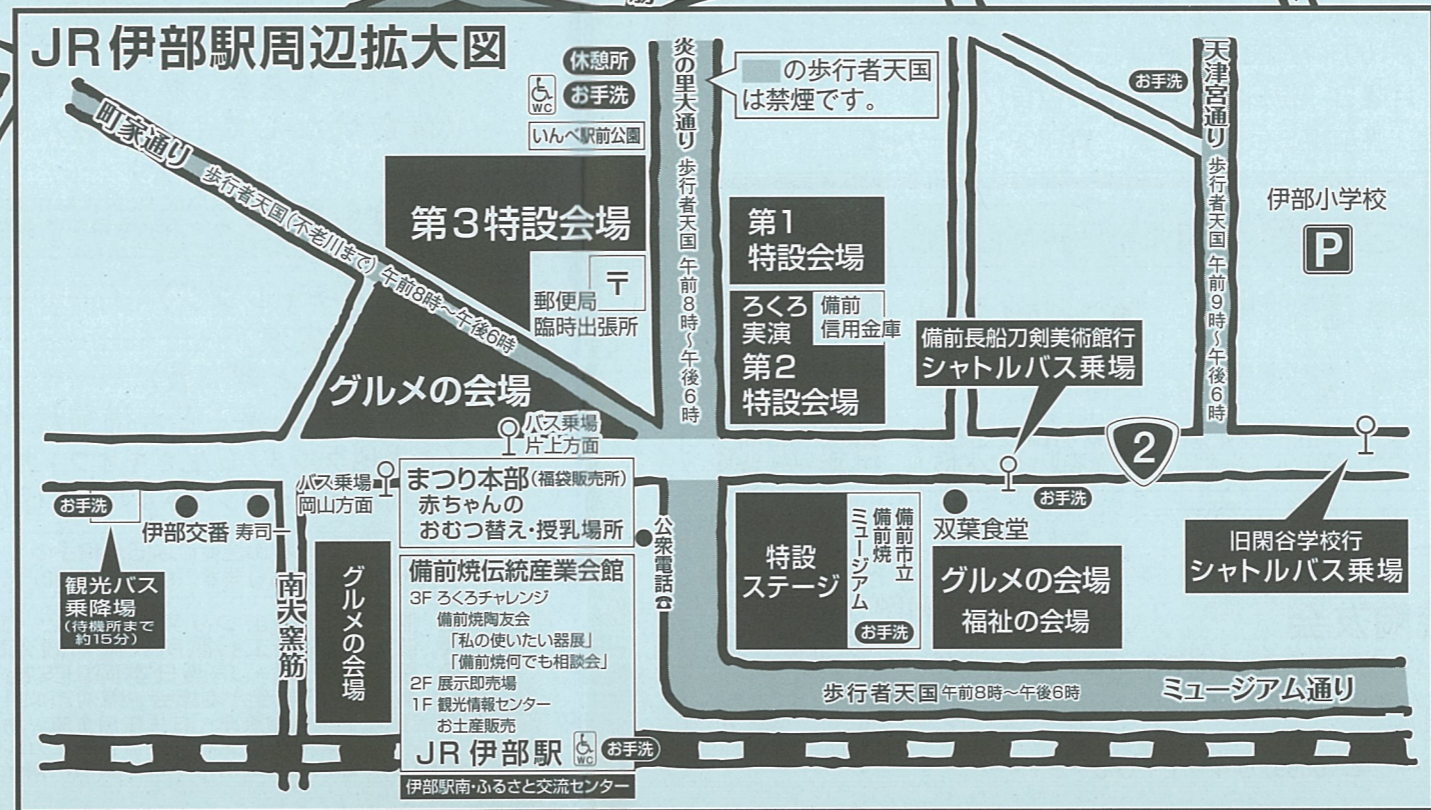 JR伊部駅周辺拡大図
休憩所
WC
お手洗
いんべ駅前公園
炎の里大通り 歩行者天国 午前8時〜午後6時
の歩行者天国
は禁煙です。
お手洗
天津宮通り 歩行者天国 午前9時〜午後6時
町家通り 歩行者天国(不老川まで) 午前8時〜午後6時
第3特設会場
〒
郵便局
臨時出張所
第1
特設会場
ろくろ
実演
備前
信用金庫
第2
特設会場
伊部小学校
P
備前長船刀剣美術館行
シャトルバス乗場
グルメの会場
バス乗場
片上方面
2
バス乗場
岡山方面
お手洗
伊部交番
寿司
観光バス
乗降場
(待機所まで
約15分)
南大窯筋
グルメの会場
まつり本部(福袋販売所)
赤ちゃんの
おむつ替え・授乳場所
備前焼伝統産業会館
3F ろくろチャレンジ
備前焼陶友会
「私の使いたい器展」
「備前焼何でも相談会」
2F 展示即売場
1F 観光情報センター
お土産販売
JR伊部駅
WC
お手洗
伊部駅南・ふるさと交流センター
公衆電話☎
特設
ステージ
備前市立
備前焼
ミュージアム
お手洗
双葉食堂
お手洗
グルメの会場
福祉の会場
旧閑谷学校行
シャトルバス乗場
歩行者天国 午前8時〜午後6時
ミュージアム通り